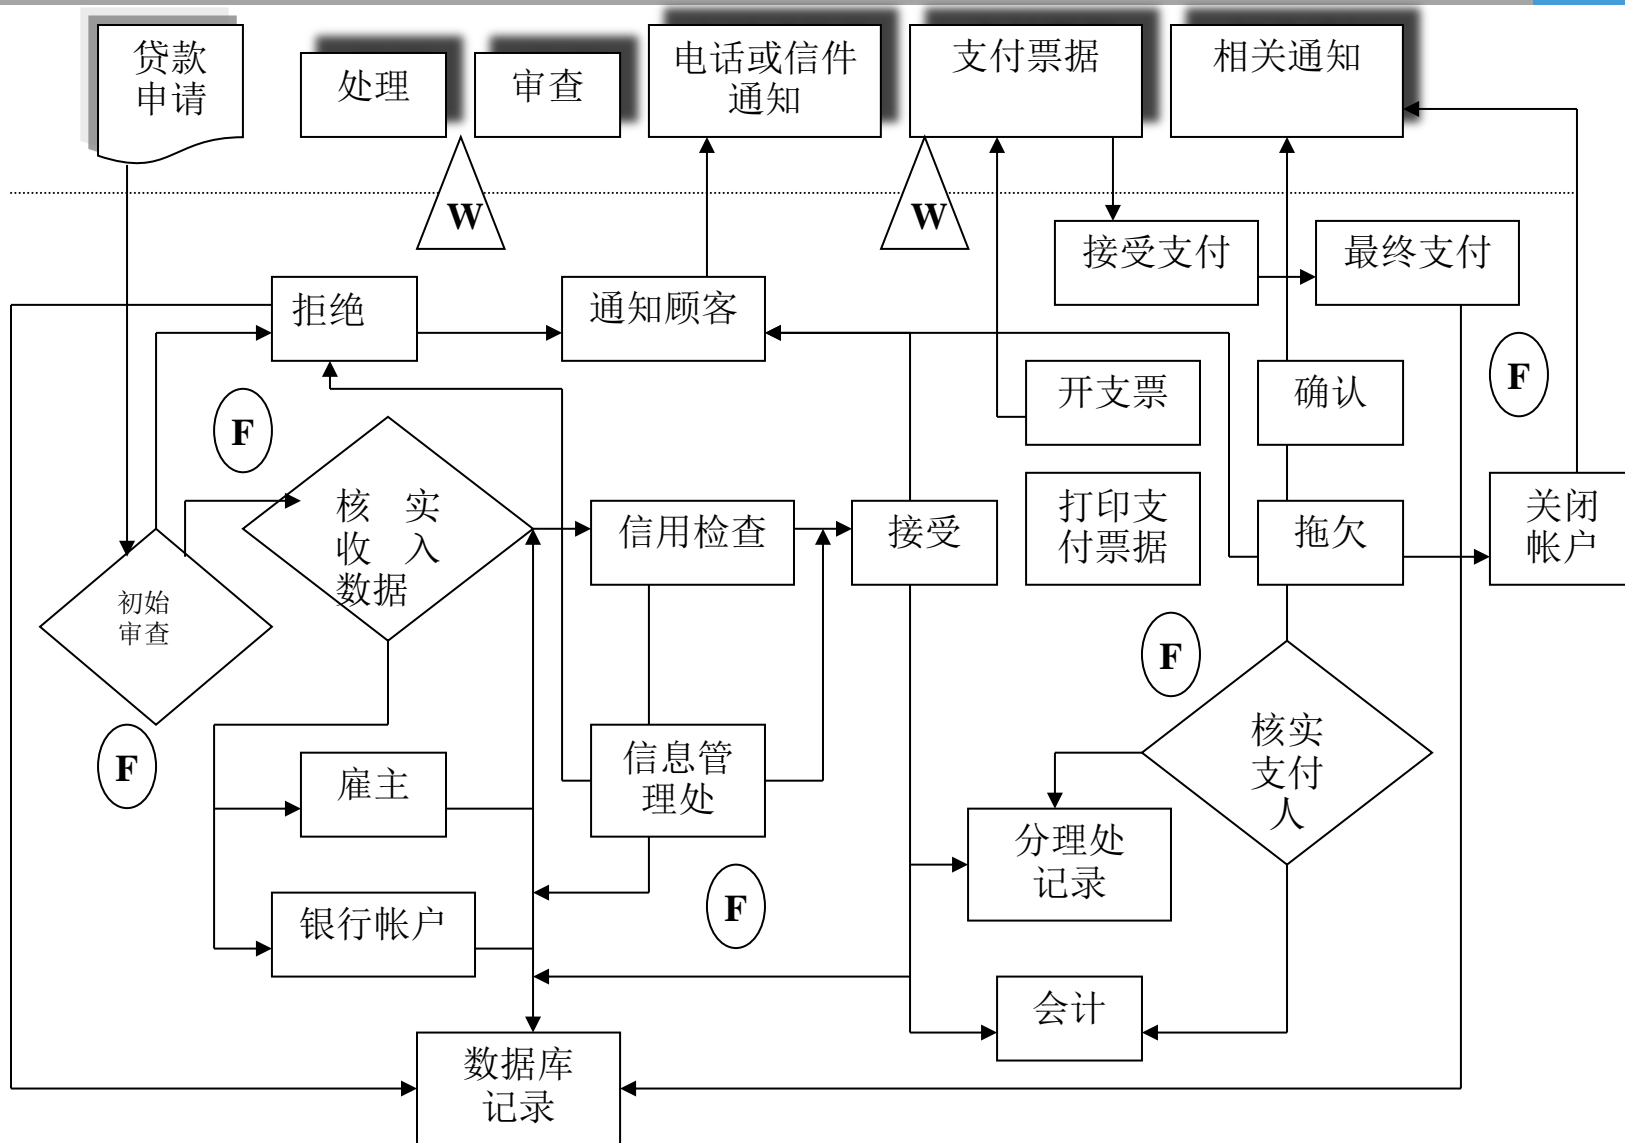 贷款
申请
处理
审查
电话或信件
通知
支付票据
相关通知
W
W
接受支付
最终支付
拒绝
通知顾客
开支票
确认
F
F
核 实
收 入
数据
信用检查
接受
打印支
付票据
拖欠
关闭
帐户
初始
审查
F
F
信息管
理处
核实
支付
人
雇主
分理处
记录
F
银行帐户
会计
数据库
记录